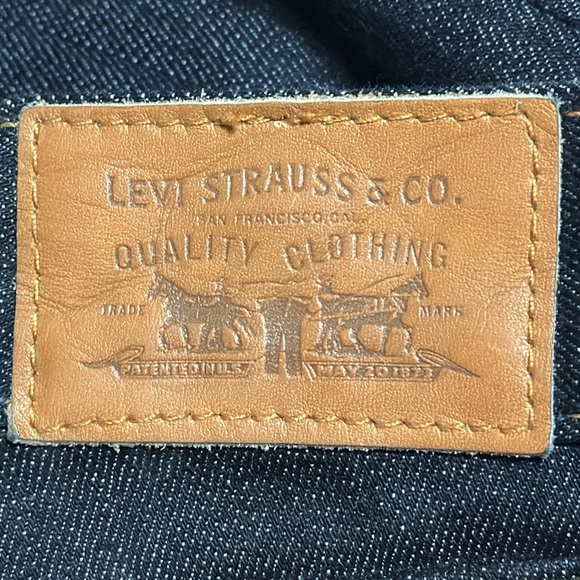 LEVI STRAUSS & CO.
SAN FRANCISCO, CAL.
QUALITY CLOTHING
TRADE MARK
PATENTED IN U.S. MAY 20 1873